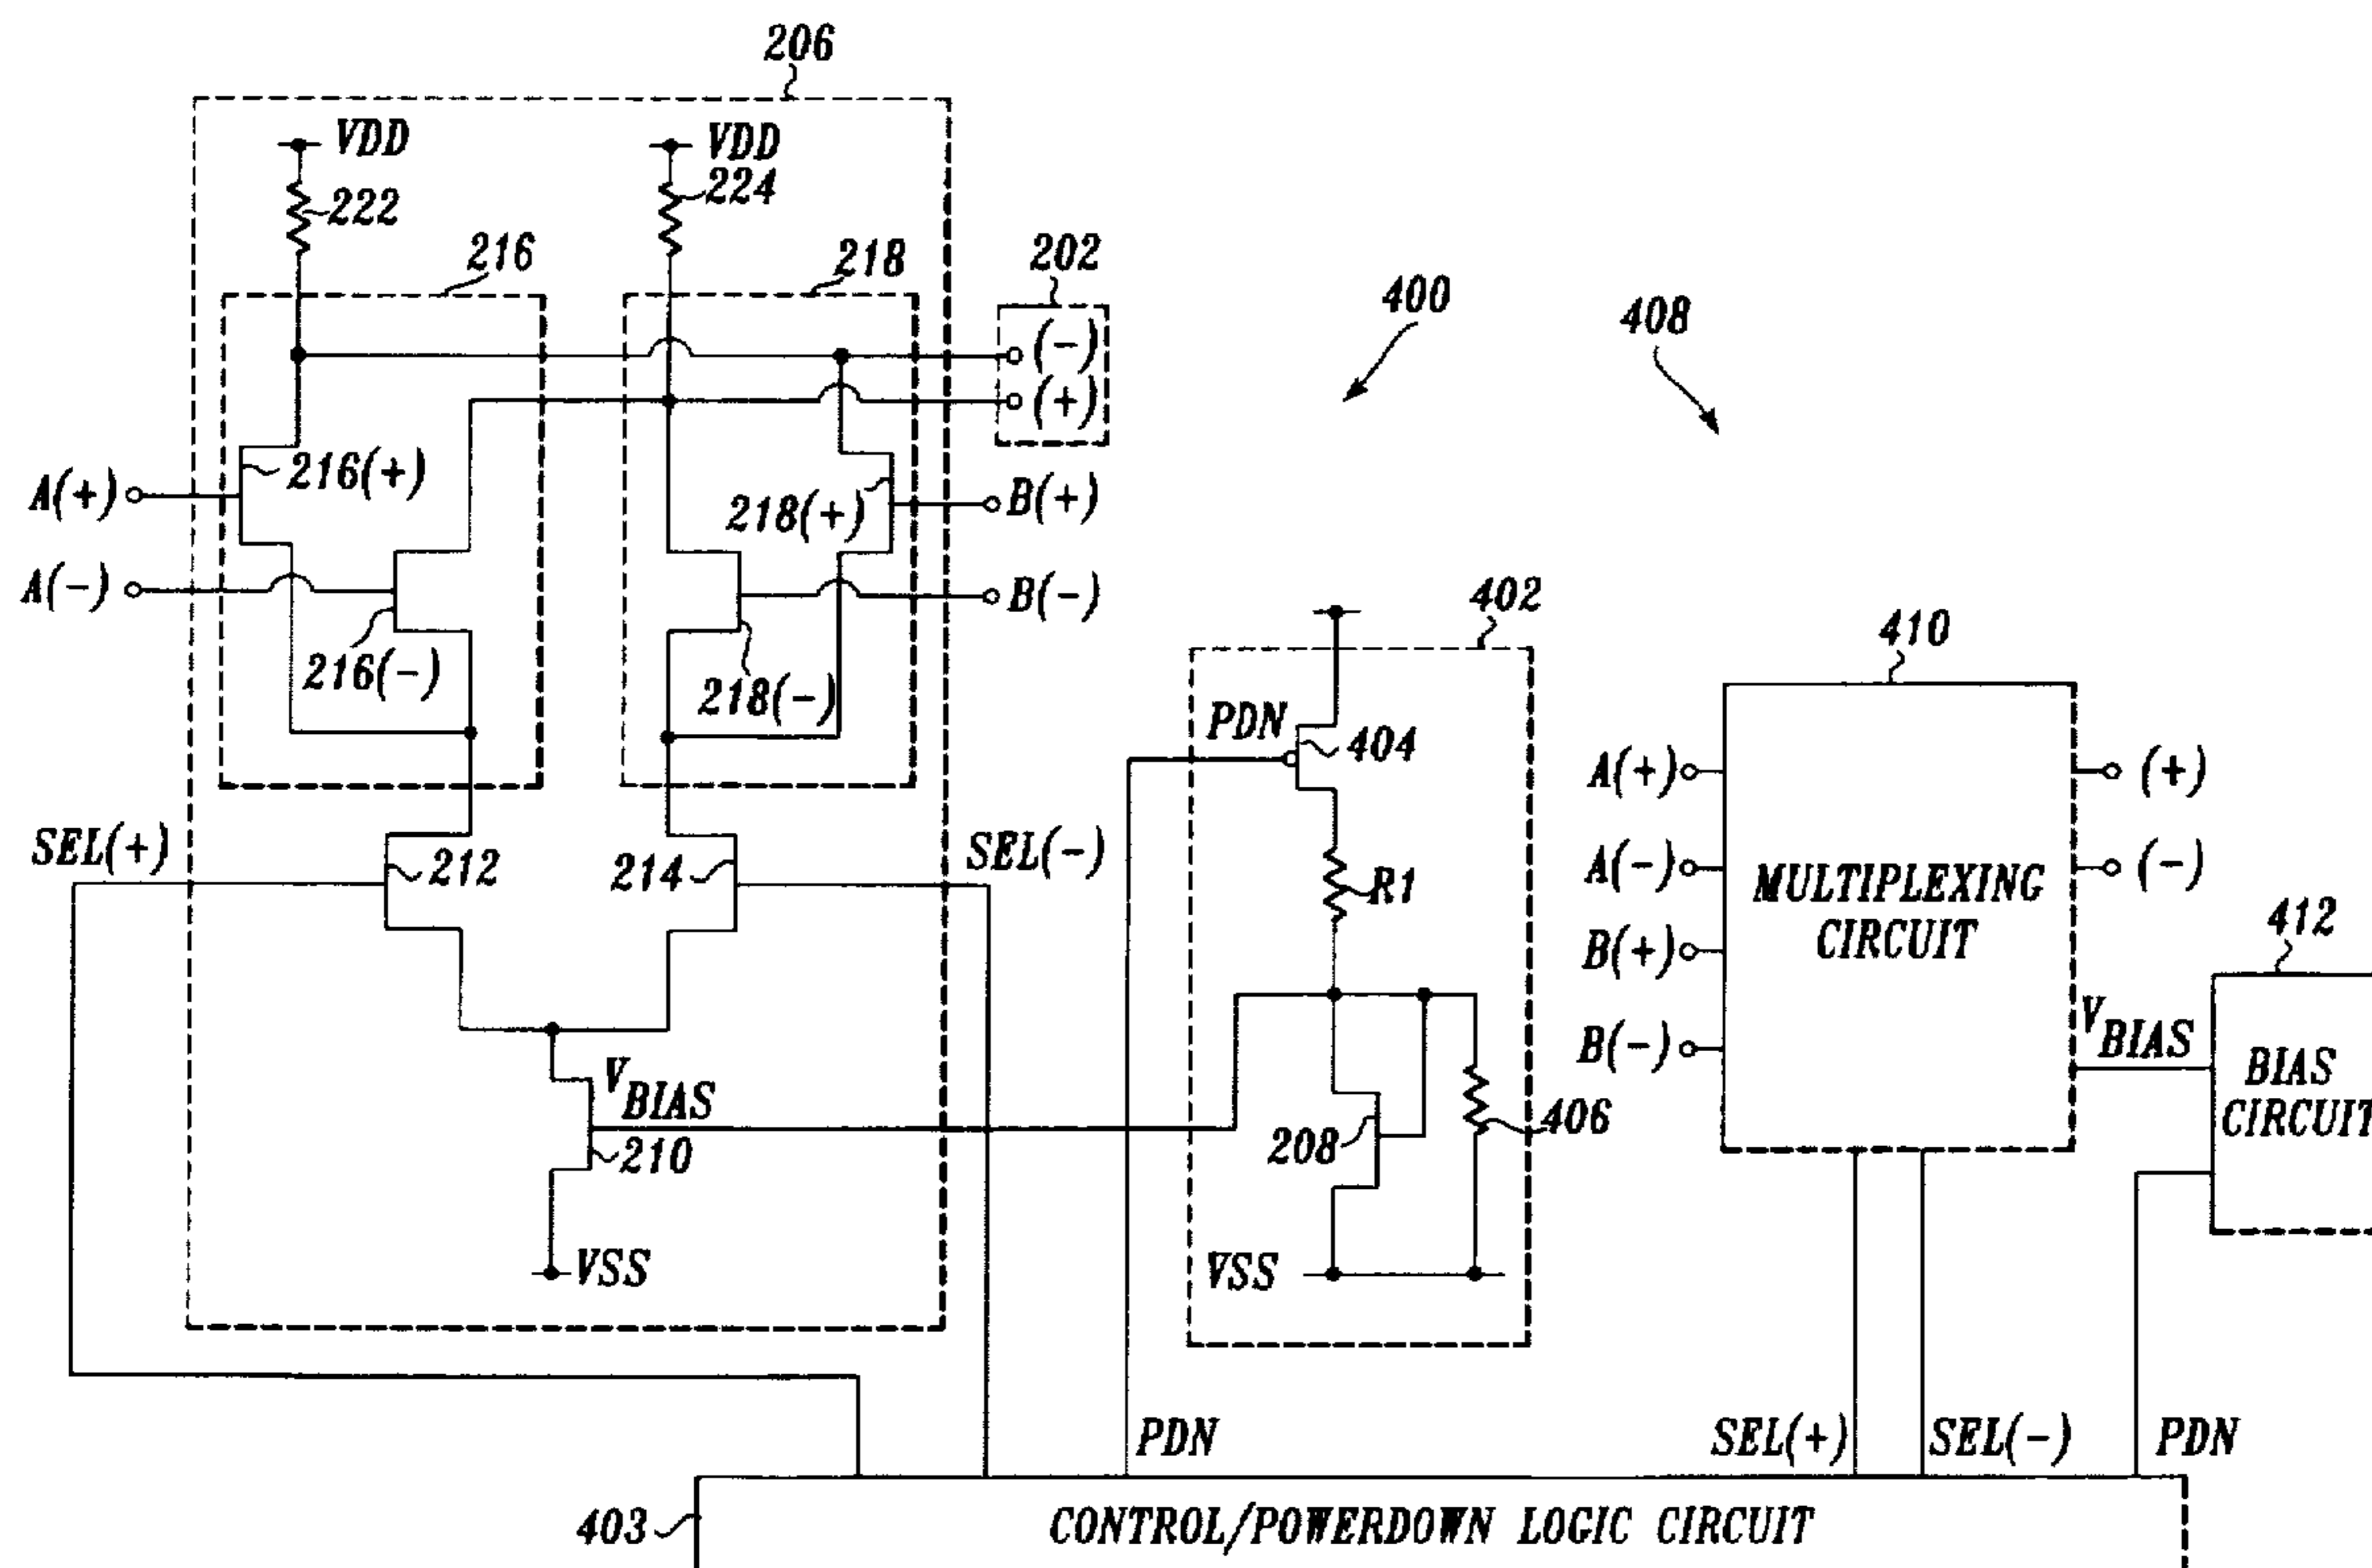 206
VDD
VDD
222
224
216
218
202
(-)
(+)
400
408
A(+)
216(+)
218(+)
B(+)
A(-)
216(-)
218(-)
B(-)
402
410
PDN
404
A(+)
(+)
SEL(+)
212
214
SEL(-)
R1
A(-)
(-)
MULTIPLEXING
CIRCUIT
B(+)
412
VBIAS
210
208
406
B(-)
VBIAS
BIAS
CIRCUIT
VSS
VSS
PDN
SEL(+)
SEL(-)
PDN
403
CONTROL/POWERDOWN LOGIC CIRCUIT